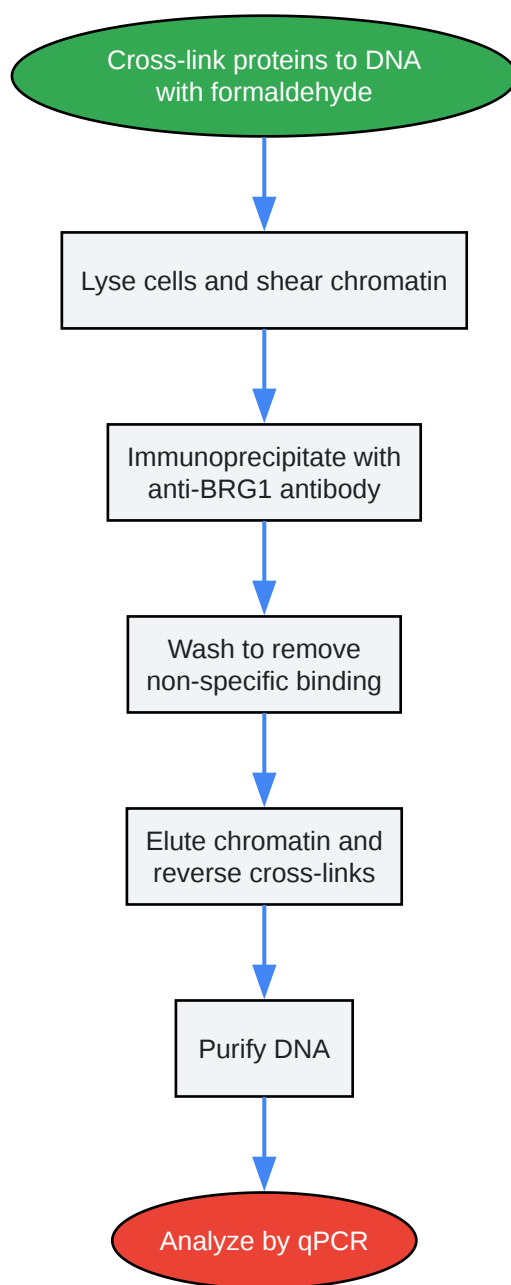 Cross-link proteins to DNA
with formaldehyde
Lyse cells and shear chromatin
Immunoprecipitate with
anti-BRG1 antibody
Wash to remove
non-specific binding
Elute chromatin and
reverse cross-links
Purify DNA
Analyze by qPCR